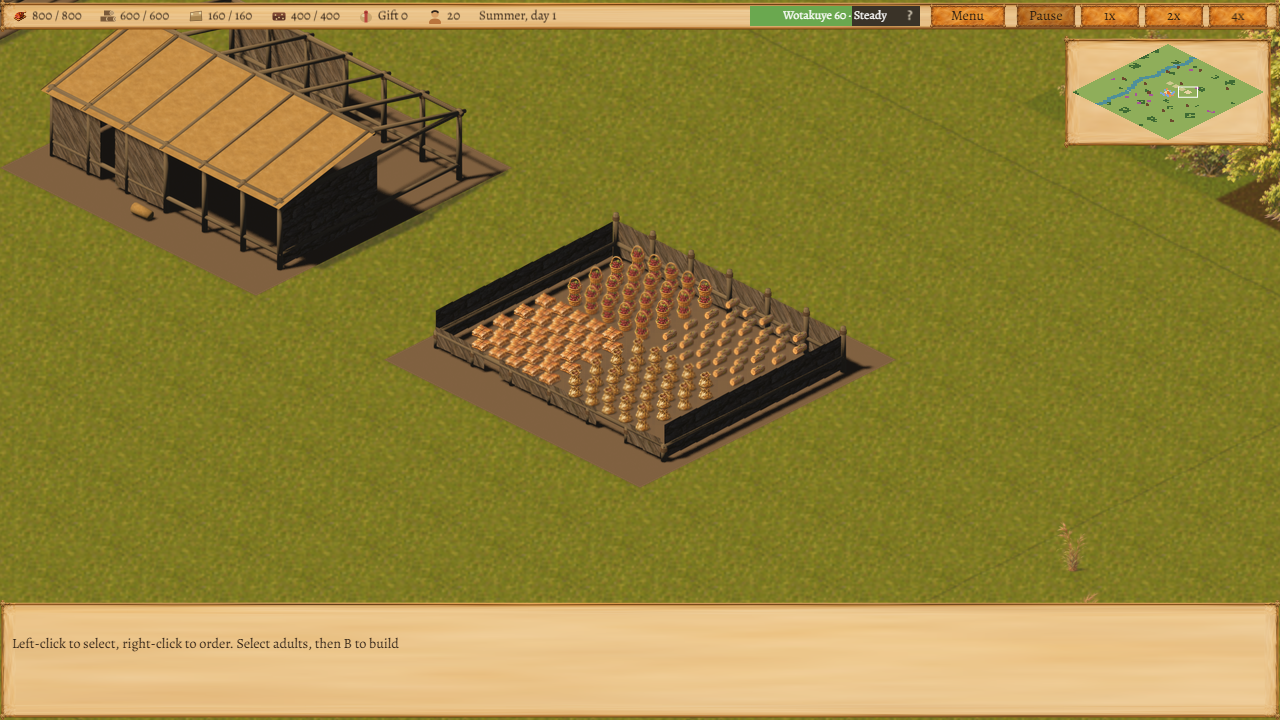 800 / 800 600 / 600 160 / 160 400 / 400 Gift 0 20 Summer, day 1 Wotakuye 60 - Steady ? Menu Pause 1x 2x 4x
Left-click to select, right-click to order. Select adults, then B to build